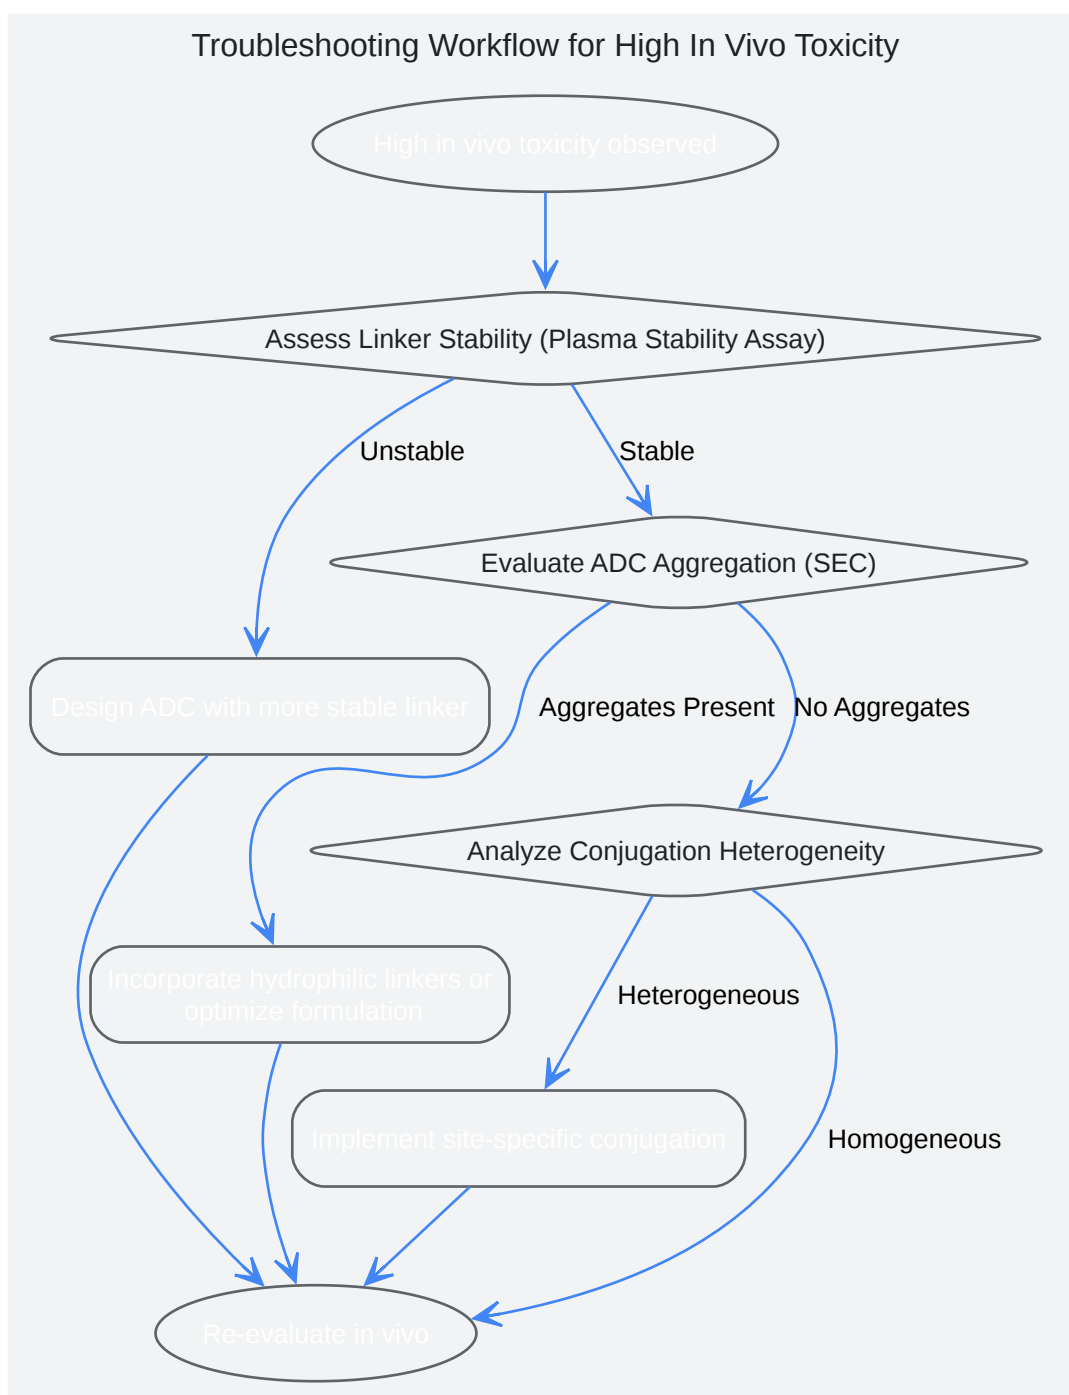 Troubleshooting Workflow for High In Vivo Toxicity
High in vivo toxicity observed
Assess Linker Stability (Plasma Stability Assay)
Unstable
Stable
Evaluate ADC Aggregation (SEC)
Design ADC with more stable linker
Aggregates Present
No Aggregates
Analyze Conjugation Heterogeneity
Incorporate hydrophilic linkers or
optimize formulation
Heterogeneous
Implement site-specific conjugation
Homogeneous
Re-evaluate in vivo